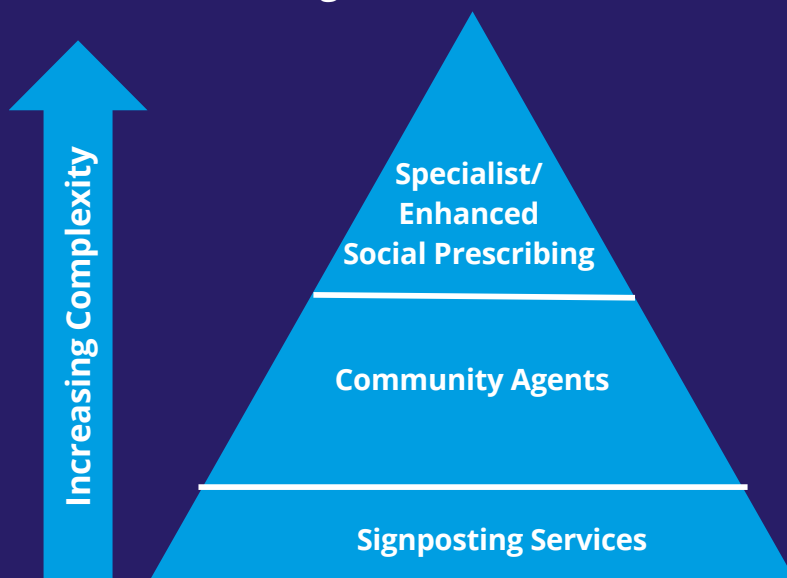 Increasing Complexity
Specialist/
Enhanced
Social Prescribing
Community Agents
Signposting Services